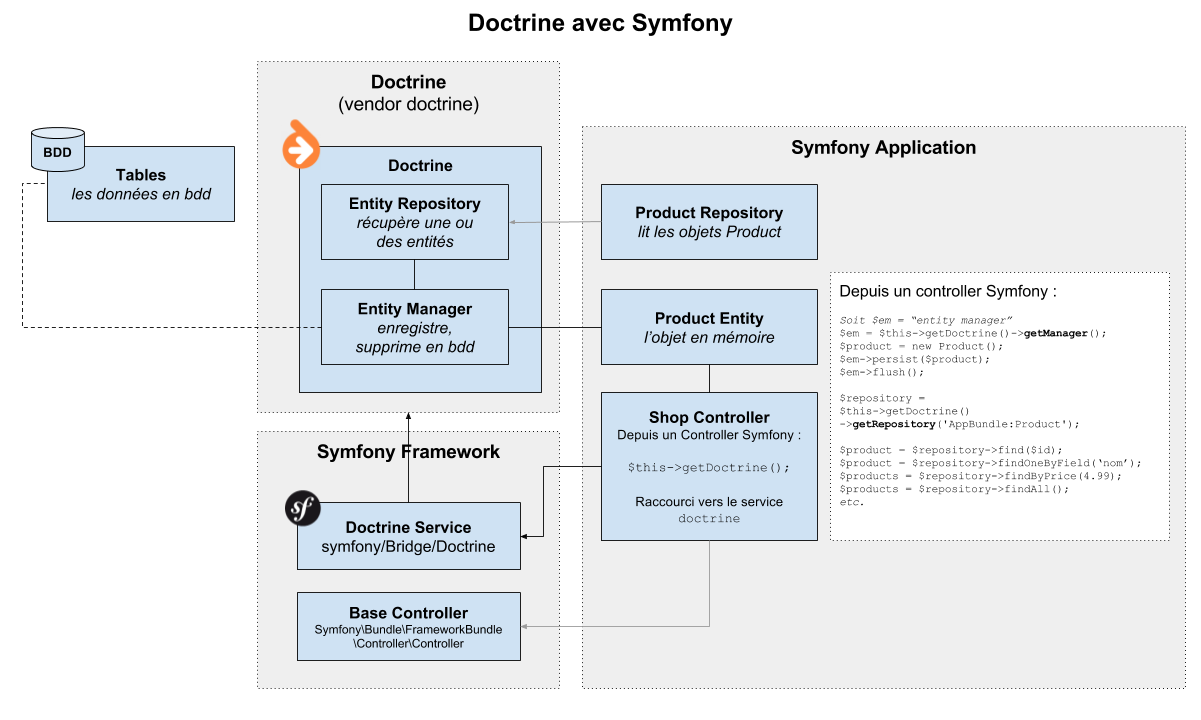 Doctrine avec Symfony
BDD
Tables
les données en bdd
Doctrine
(vendor doctrine)
Doctrine
Entity Repository
récupère une ou
des entités
Entity Manager
enregistre,
supprime en bdd
Symfony Framework
sf
Doctrine Service
symfony/Bridge/Doctrine
Base Controller
Symfony\Bundle\FrameworkBundle
\Controller\Controller
Symfony Application
Product Repository
lit les objets Product
Product Entity
l’objet en mémoire
Shop Controller
Depuis un Controller Symfony :
$this->getDoctrine();
Raccourci vers le service
doctrine
Depuis un controller Symfony :
Soit $em = “entity manager”
$em = $this->getDoctrine()->getManager();
$product = new Product();
$em->persist($product);
$em->flush();
$repository =
$this->getDoctrine()
->getRepository('AppBundle:Product');
$product = $repository->find($id);
$product = $repository->findOneByField(‘nom’);
$products = $repository->findByPrice(4.99);
$products = $repository->findAll();
etc.